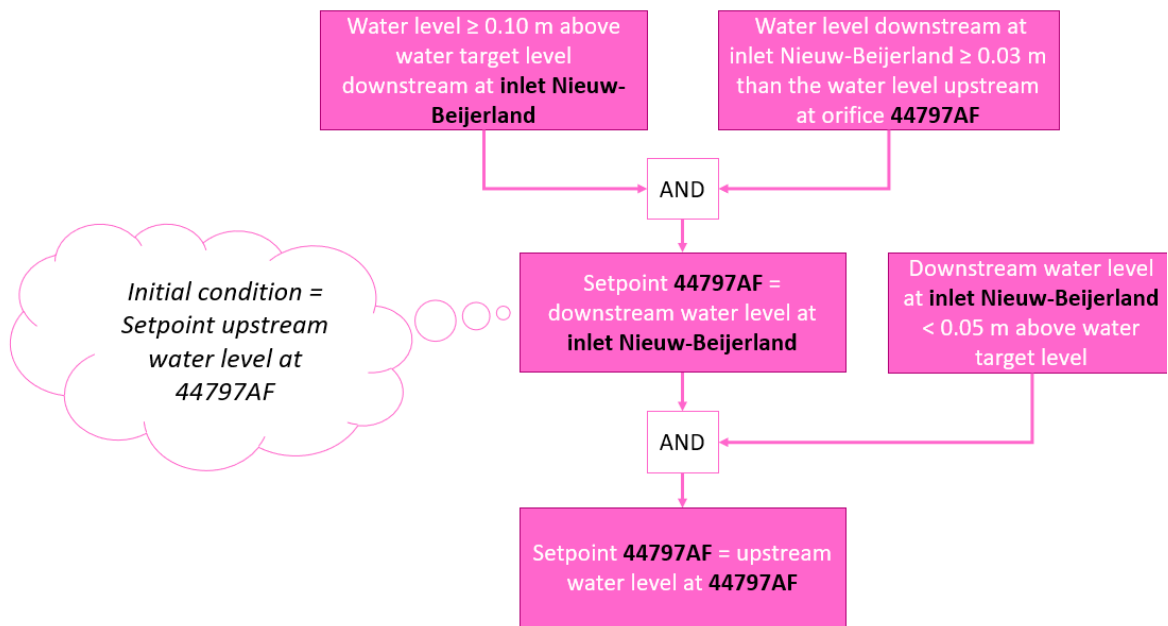 Water level ≥ 0.10 m above
water target level
downstream at inlet Nieuw-
Beijerland
Water level downstream at
inlet Nieuw-Beijerland ≥ 0.03 m
than the water level upstream
at orifice 44797AF
AND
Initial condition =
Setpoint upstream
water level at
44797AF
Setpoint 44797AF =
downstream water level at
inlet Nieuw-Beijerland
Downstream water level
at inlet Nieuw-Beijerland
< 0.05 m above water
target level
AND
Setpoint 44797AF = upstream
water level at 44797AF